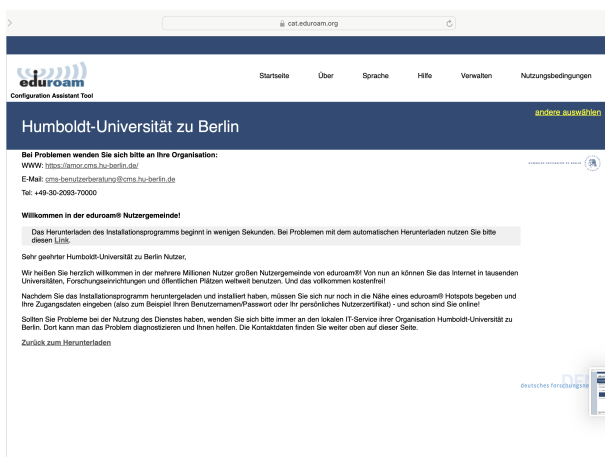 cat.eduroam.org
eduroam
Configuration Assistant Tool
Startseite Über Sprache Hilfe Verwalten Nutzungsbedingungen
andere auswählen
Humboldt-Universität zu Berlin
Bei Problemen wenden Sie sich bitte an Ihre Organisation:
WWW: https://amor.cms.hu-berlin.de/
E-Mail: cms-benutzerberatung@cms.hu-berlin.de
Tel: +49-30-2093-70000
HUMBOLDT-UNIVERSITÄT ZU BERLIN
Willkommen in der eduroam® Nutzergemeinde!
Das Herunterladen des Installationsprogramms beginnt in wenigen Sekunden. Bei Problemen mit dem automatischen Herunterladen nutzen Sie bitte
diesen Link.
Sehr geehrter Humboldt-Universität zu Berlin Nutzer,
Wir heißen Sie herzlich willkommen in der mehrere Millionen Nutzer großen Nutzergemeinde von eduroam®! Von nun an können Sie das Internet in tausenden
Universitäten, Forschungseinrichtungen und öffentlichen Plätzen weltweit benutzen. Und das vollkommen kostenfrei!
Nachdem Sie das Installationsprogramm heruntergeladen und installiert haben, müssen Sie sich nur noch in die Nähe eines eduroam® Hotspots begeben und
Ihre Zugangsdaten eingeben (also zum Beispiel Ihren Benutzernamen/Passwort oder Ihr persönliches Nutzerzertifikat) - und schon sind Sie online!
Sollten Sie Probleme bei der Nutzung des Dienstes haben, wenden Sie sich bitte immer an den lokalen IT-Service ihrer Organisation Humboldt-Universität zu
Berlin. Dort kann man das Problem diagnostizieren und Ihnen helfen. Die Kontaktdaten finden Sie weiter oben auf dieser Seite.
Zurück zum Herunterladen
deutsches forschungsne